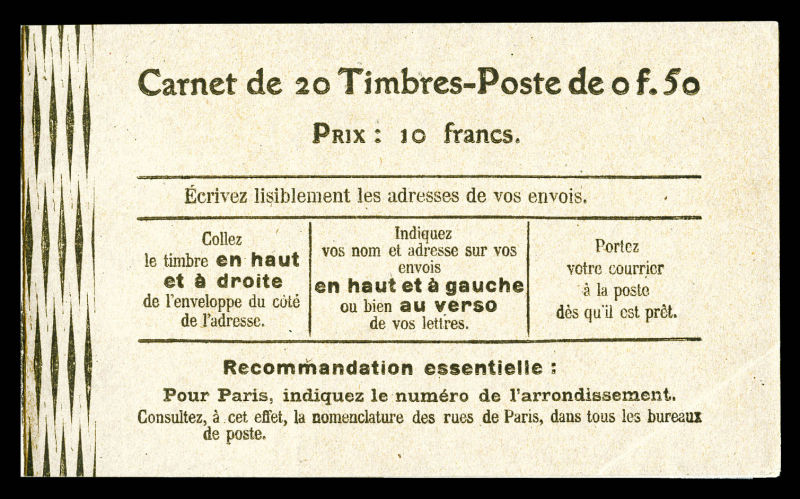 Carnet de 20 Timbres-Poste de 0 f. 50
PRIX : 10 francs.
Écrivez lisiblement les adresses de vos envois.
Collez
le timbre en haut
et à droite
de l'enveloppe du côté
de l'adresse.
Indiquez
vos nom et adresse sur vos
envois
en haut et à gauche
ou bien au verso
de vos lettres.
Portez
votre courrier
à la poste
dès qu'il est prêt.
Recommandation essentielle :
Pour Paris, indiquez le numéro de l'arrondissement.
Consultez, à cet effet, la nomenclature des rues de Paris, dans tous les bureaux
de poste.